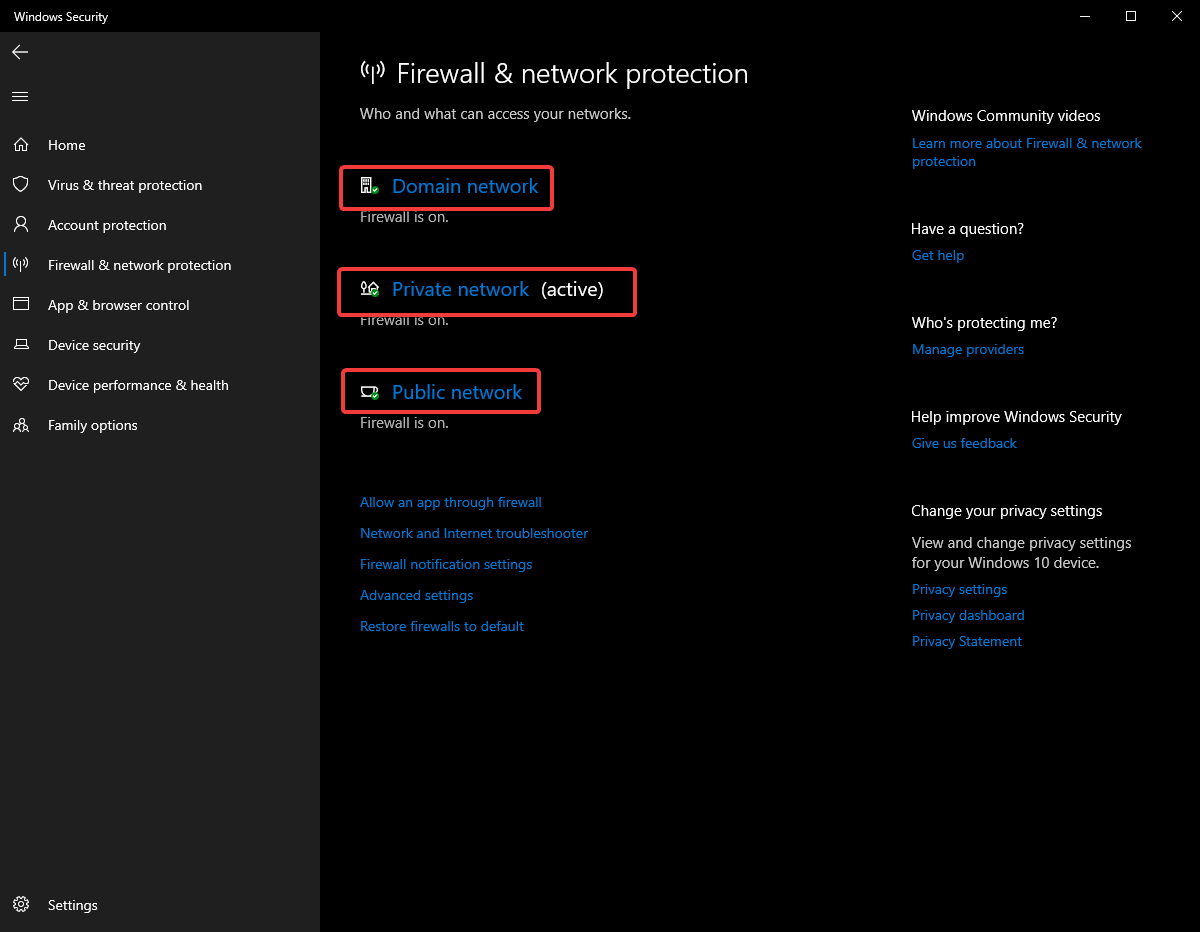 Windows Security
Home
Virus & threat protection
Account protection
Firewall & network protection
App & browser control
Device security
Device performance & health
Family options
Settings
Firewall & network protection
Who and what can access your networks.
Domain network
Firewall is on.
Private network (active)
Firewall is on.
Public network
Firewall is on.
Allow an app through firewall
Network and Internet troubleshooter
Firewall notification settings
Advanced settings
Restore firewalls to default
Windows Community videos
Learn more about Firewall & network
protection
Have a question?
Get help
Who's protecting me?
Manage providers
Help improve Windows Security
Give us feedback
Change your privacy settings
View and change privacy settings
for your Windows 10 device.
Privacy settings
Privacy dashboard
Privacy Statement